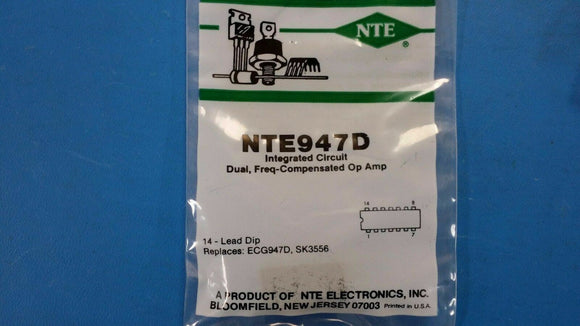 NTE
®
NTE947D
Integrated Circuit
Dual, Freq-Compensated Op Amp
14 8
1 7
14 - Lead Dip
Replaces: ECG947D, SK3556
A PRODUCT OF NTE ELECTRONICS, INC.
BLOOMFIELD, NEW JERSEY 07003 Printed in U.S.A.